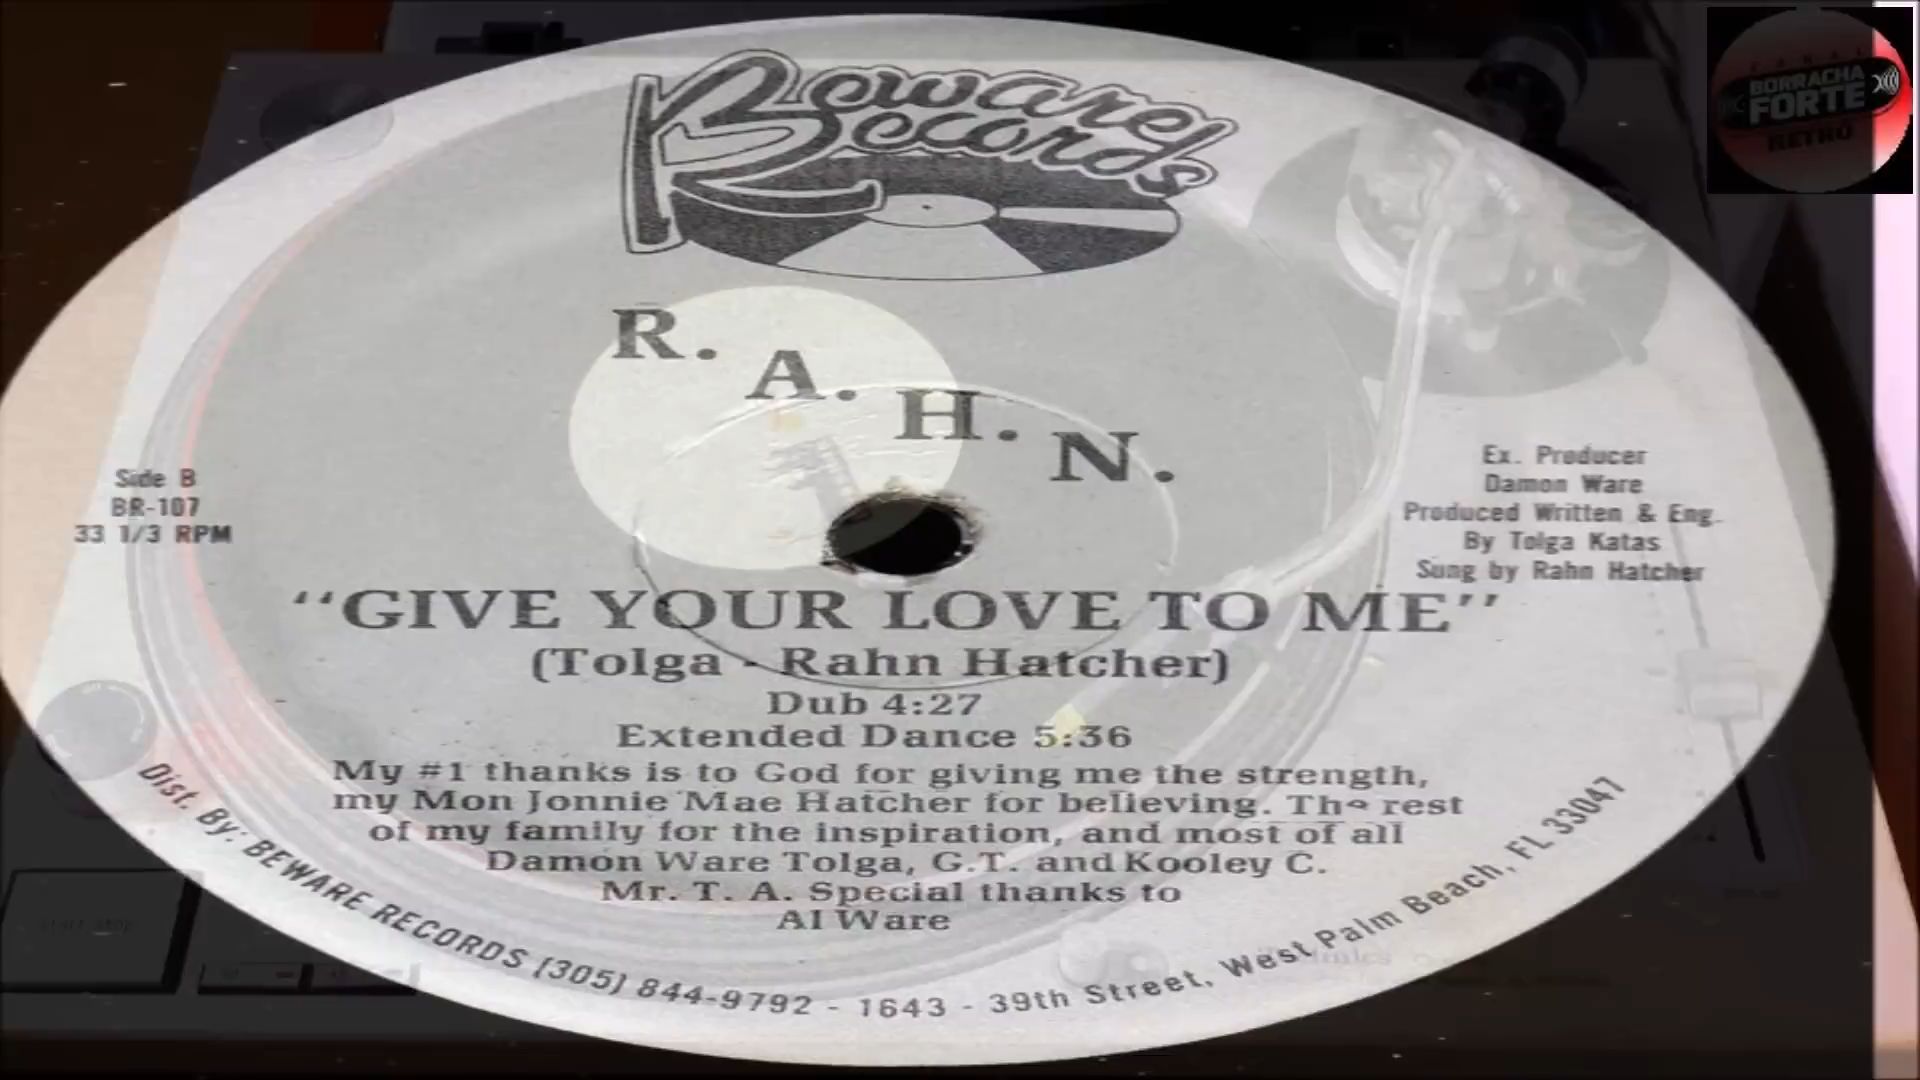 Beware
Records
CANAL
BORRACHA
FORTE
RETRÔ
R. A. H. N.
Side B
BR-107
33 1/3 RPM
Ex. Producer
Damon Ware
Produced Written & Eng.
By Tolga Katas
Sung by Rahn Hatcher
"GIVE YOUR LOVE TO ME"
(Tolga - Rahn Hatcher)
Dub 4:27
Extended Dance 5:36
My #1 thanks is to God for giving me the strength,
my Mon Jonnie Mae Hatcher for believing. The rest
of my family for the inspiration, and most of all
Damon Ware Tolga, G.T. and Kooley C.
Mr. T. A. Special thanks to
Al Ware
Dist. By: BEWARE RECORDS (305) 844-9792 - 1643 - 39th Street, West Palm Beach, FL 33047
start stop